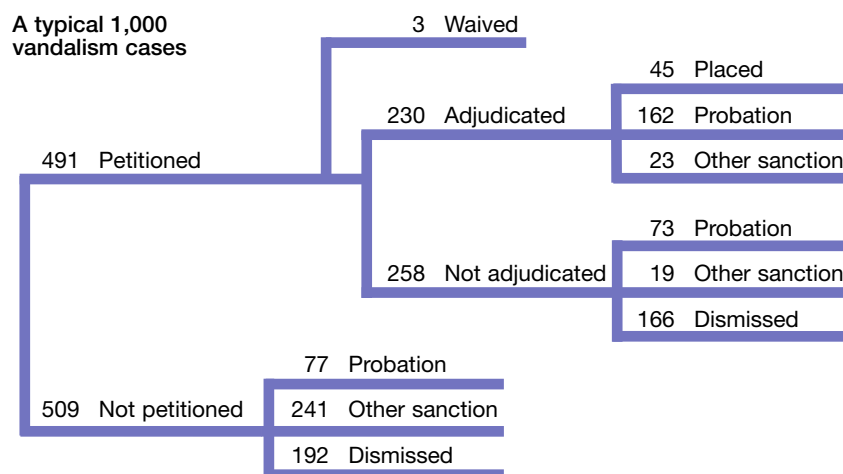 A typical 1,000
vandalism cases
3 Waived
45 Placed
230 Adjudicated
162 Probation
491 Petitioned
23 Other sanction
73 Probation
258 Not adjudicated
19 Other sanction
166 Dismissed
77 Probation
509 Not petitioned
241 Other sanction
192 Dismissed